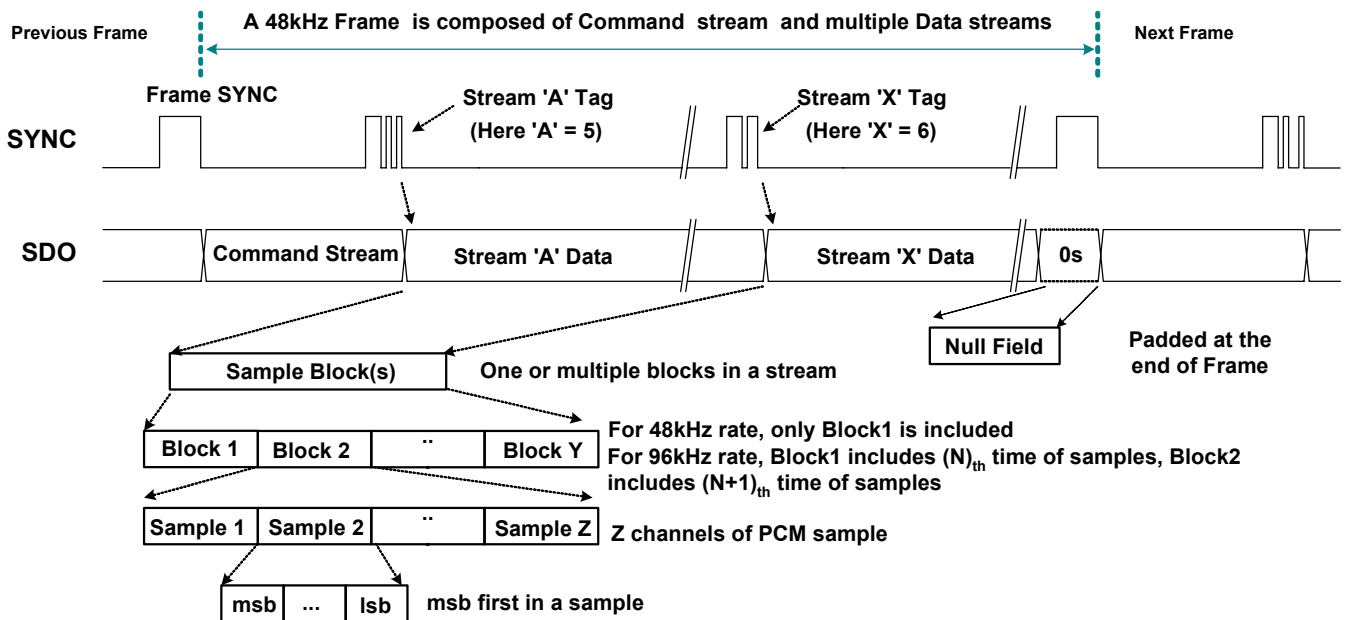 A 48kHz Frame is composed of Command stream and multiple Data streams
Previous Frame
Next Frame
Frame SYNC
Stream 'A' Tag
(Here 'A' = 5)
Stream 'X' Tag
(Here 'X' = 6)
SYNC
SDO
Command Stream
Stream 'A' Data
Stream 'X' Data
0s
Null Field
Padded at the
end of Frame
Sample Block(s)
One or multiple blocks in a stream
Block 1
Block 2
..
Block Y
For 48kHz rate, only Block1 is included
For 96kHz rate, Block1 includes (N)th time of samples, Block2
includes (N+1)th time of samples
Sample 1
Sample 2
..
Sample Z
Z channels of PCM sample
msb
...
lsb
msb first in a sample